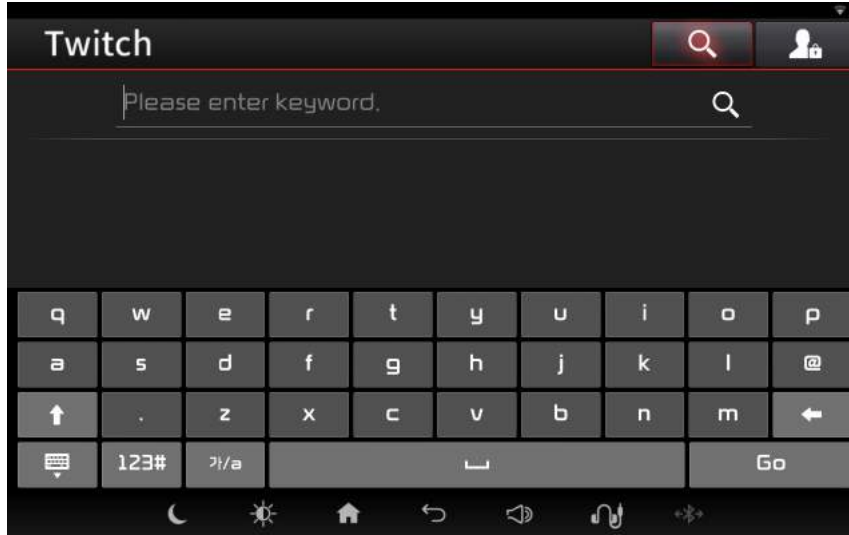 Twitch
Please enter keyword.
q w e r t y u i o p
a s d f g h j k l @
. z x c v b n m
123# 가/a Go